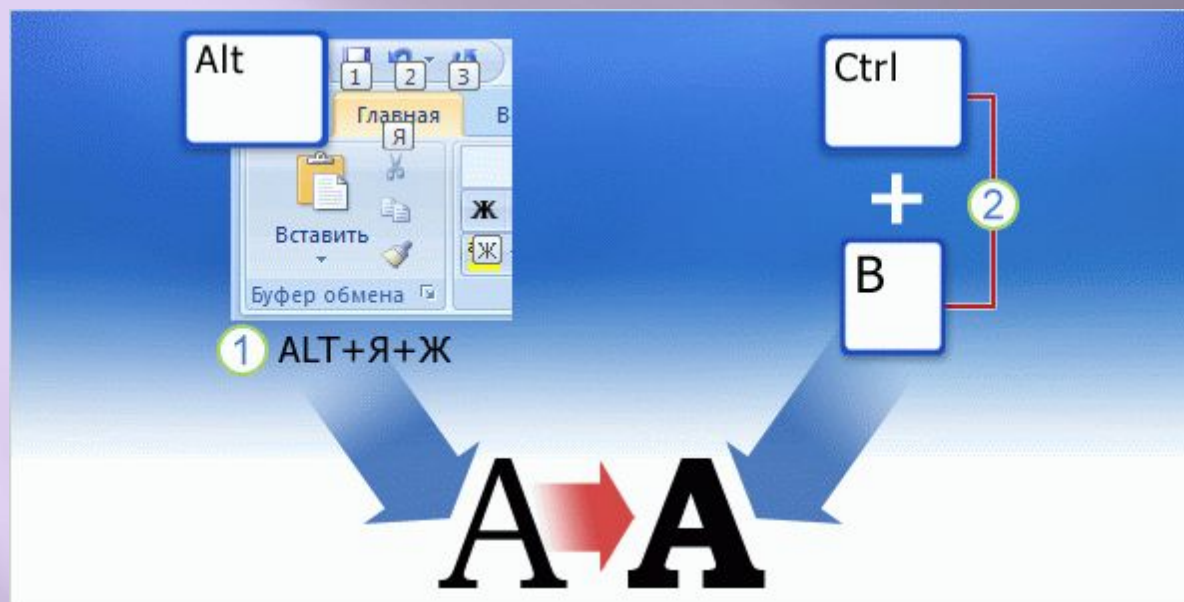 Alt
1 2 3
Главная В
Я
Вставить
Ж
Ж
Буфер обмена
1 ALT+Я+Ж
Ctrl
+
2
B
A A